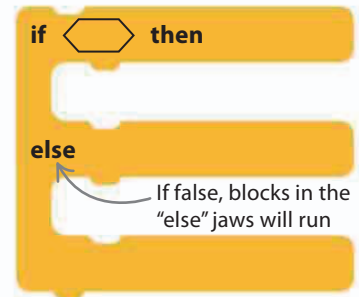 if then
else
If false, blocks in the
“else” jaws will run